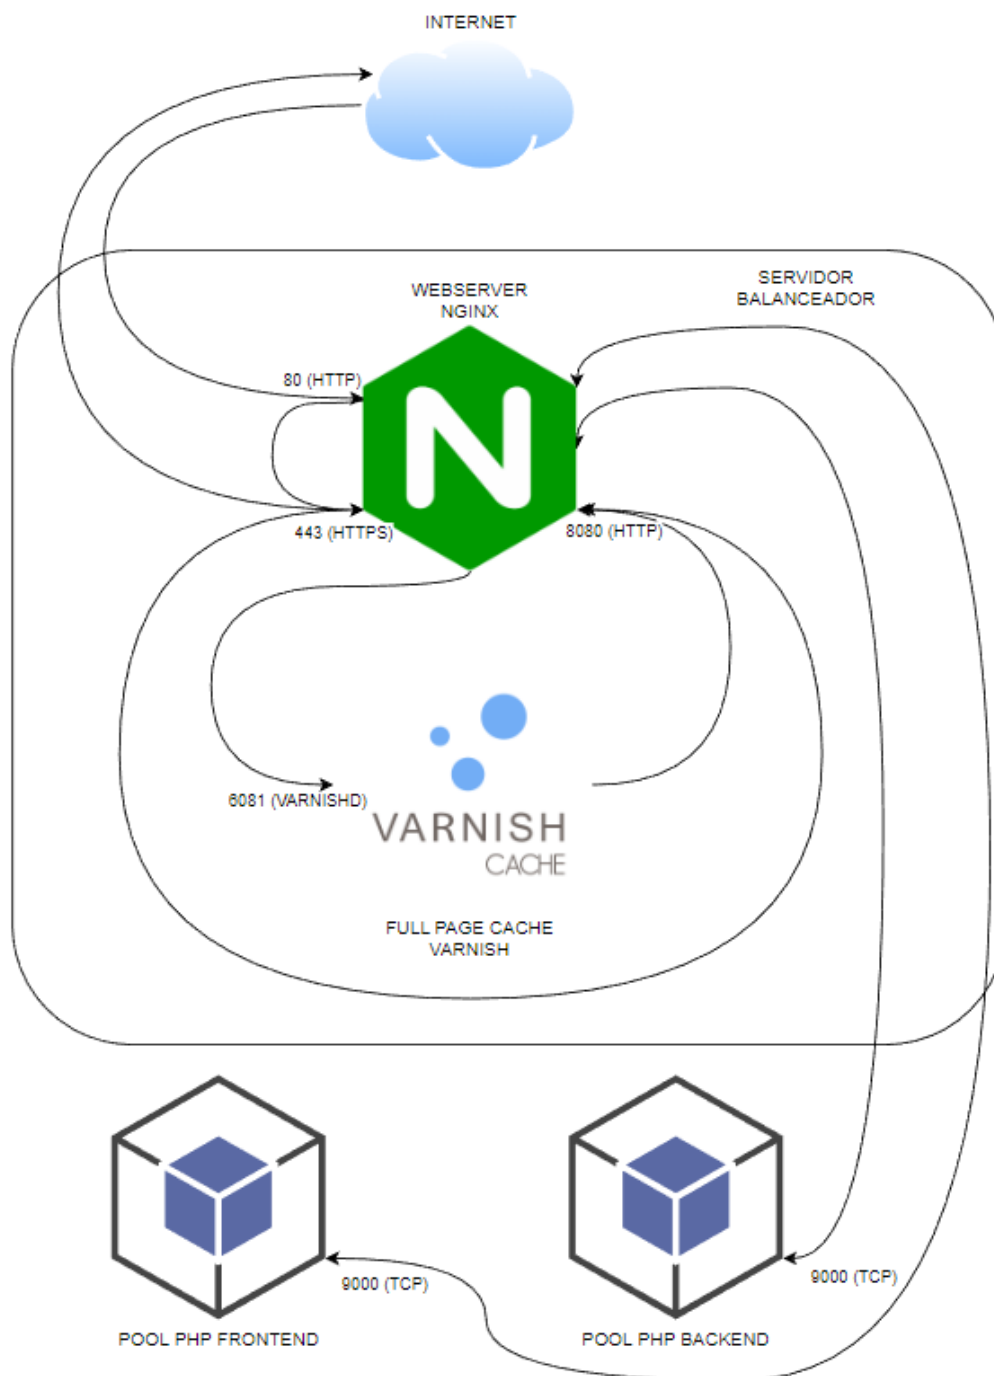 INTERNET
WEBSERVER
NGINX
SERVIDOR
BALANCEADOR
80 (HTTP)
N
443 (HTTPS)
8080 (HTTP)
6081 (VARNISHD)
VARNISH
CACHE
FULL PAGE CACHE
VARNISH
9000 (TCP)
9000 (TCP)
POOL PHP FRONTEND
POOL PHP BACKEND